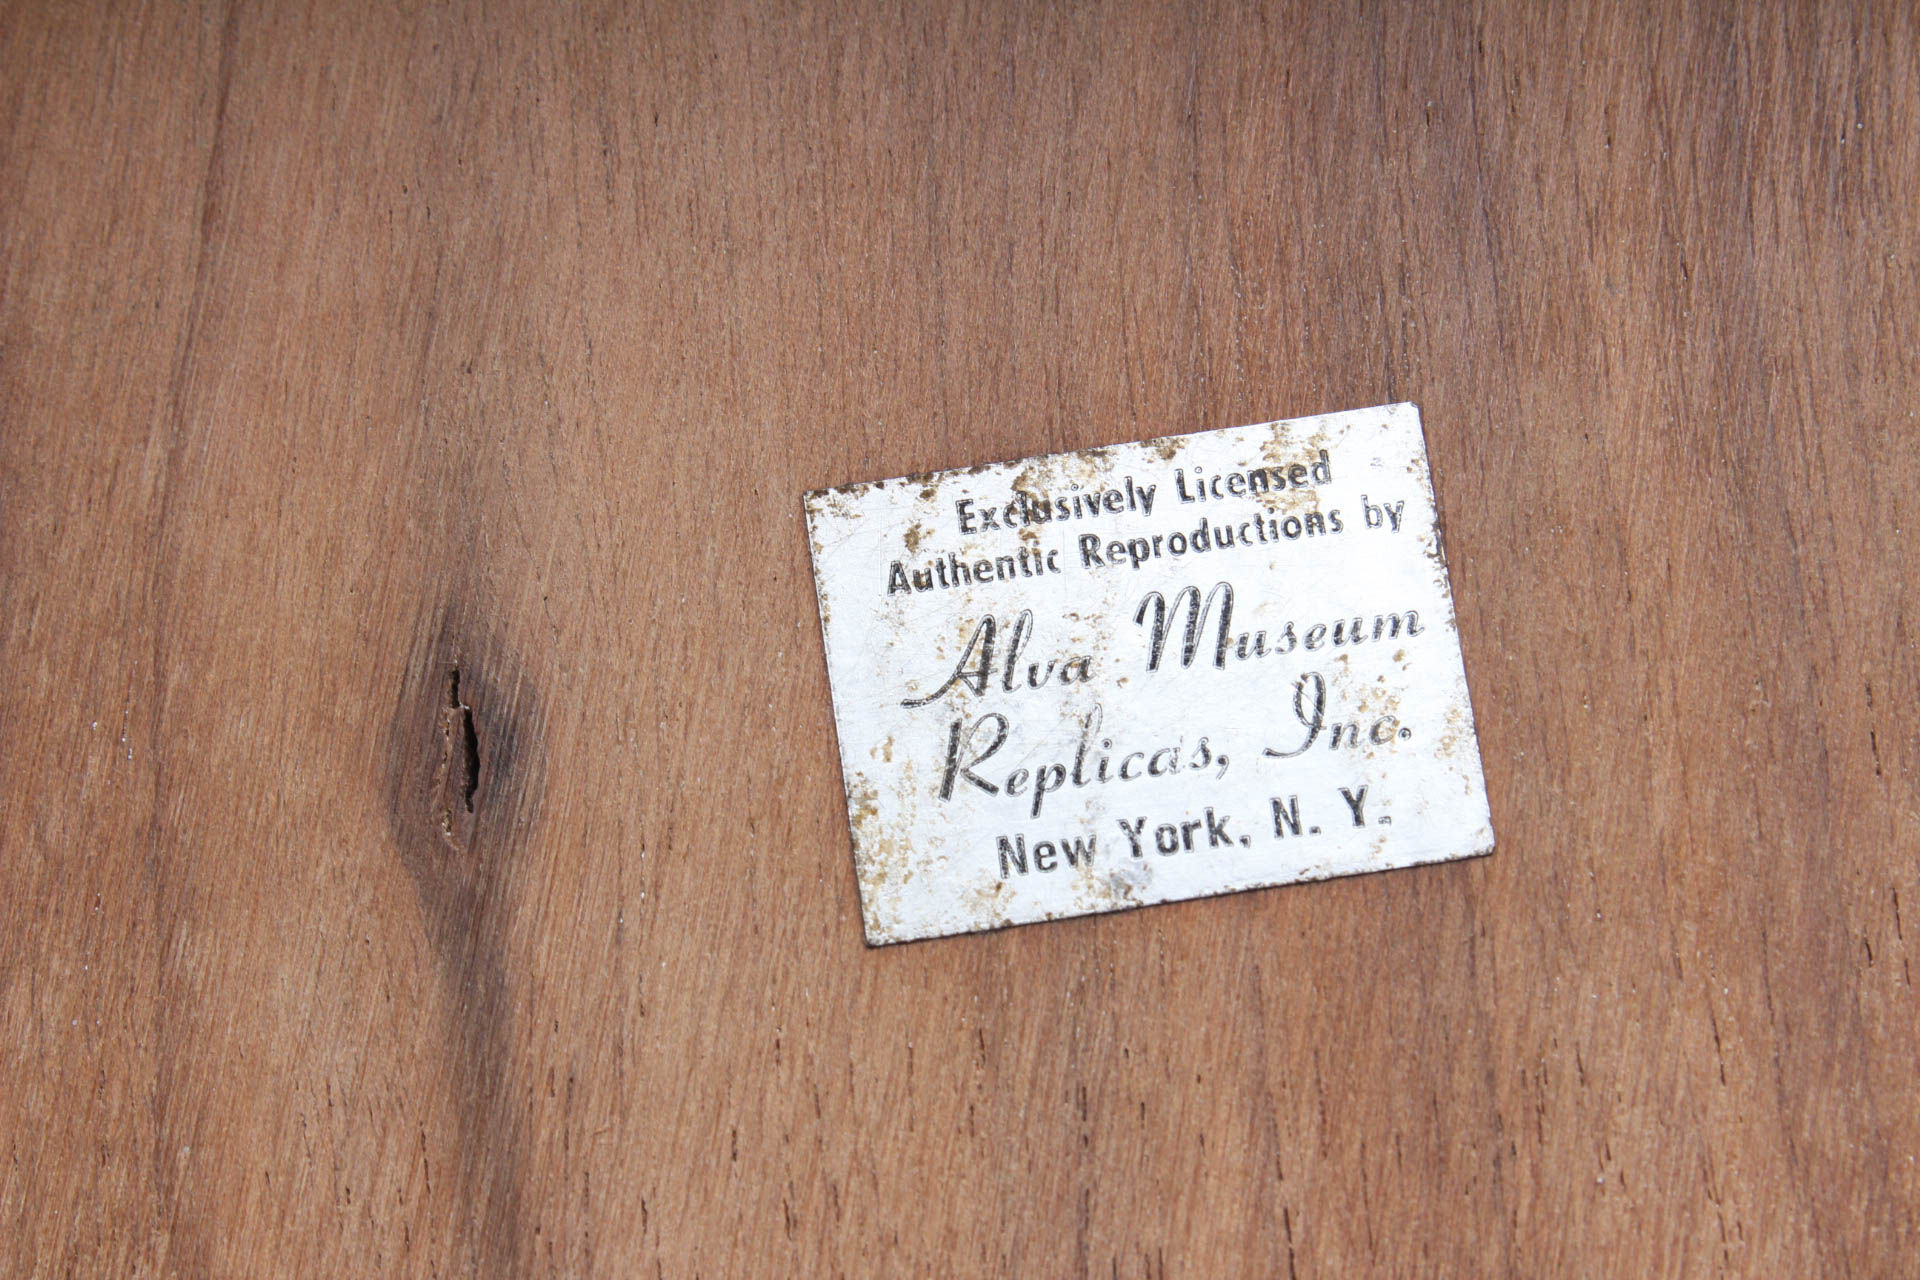 Exclusively Licensed
Authentic Reproductions by
Alva Museum
Replicas, Inc.
New York, N. Y.